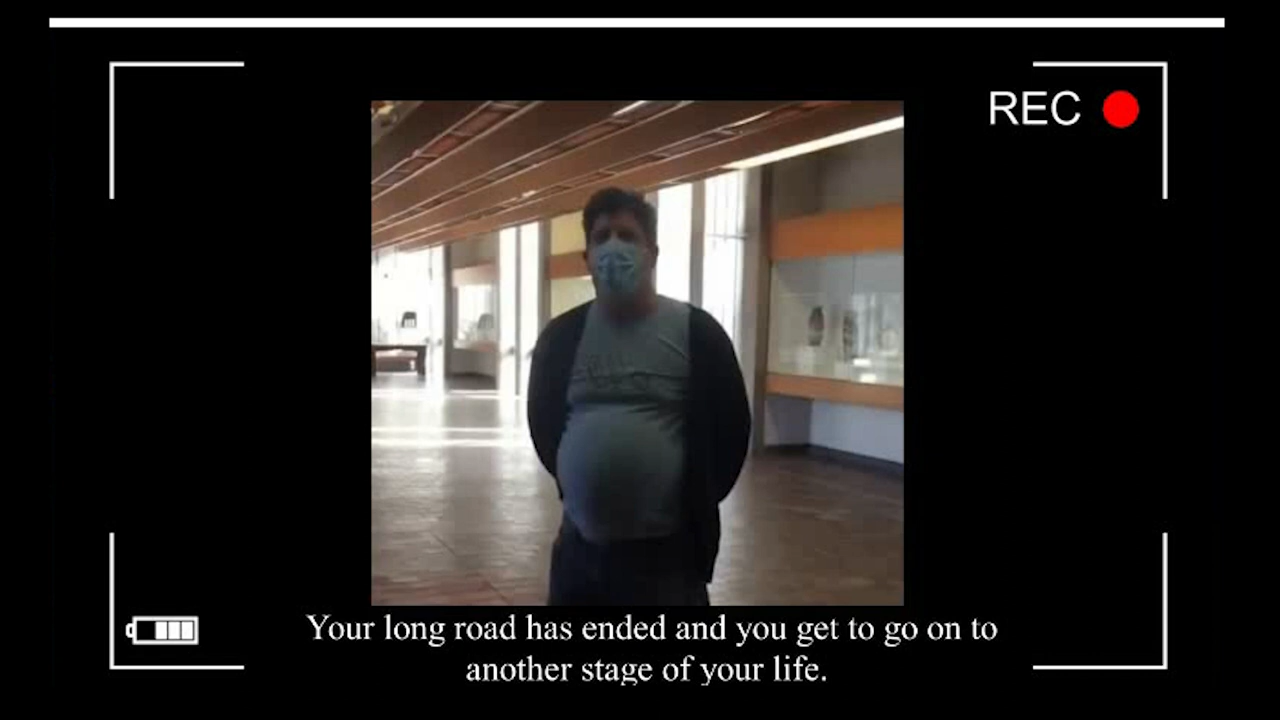 REC
Your long road has ended and you get to go on to
another stage of your life.